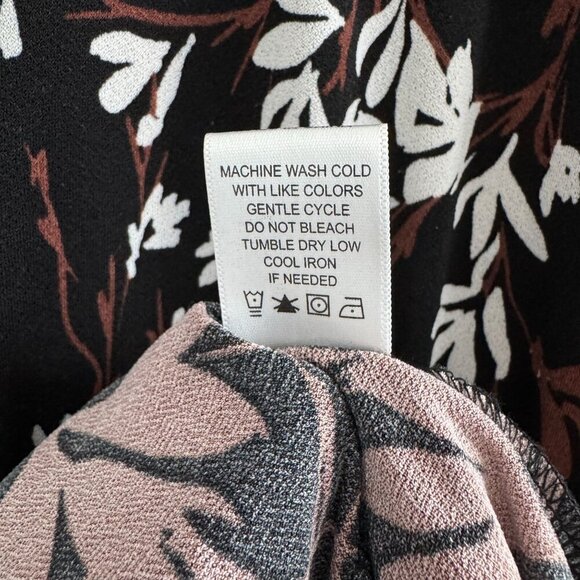 MACHINE WASH COLD
WITH LIKE COLORS
GENTLE CYCLE
DO NOT BLEACH
TUMBLE DRY LOW
COOL IRON
IF NEEDED